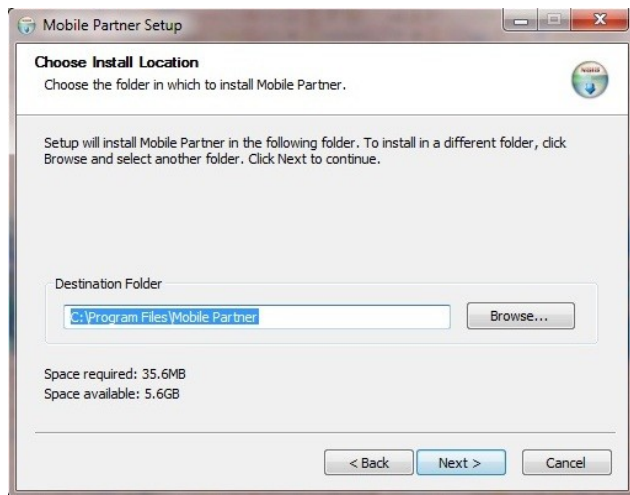 Mobile Partner Setup
Choose Install Location
Choose the folder in which to install Mobile Partner.
Setup will install Mobile Partner in the following folder. To install in a different folder, click
Browse and select another folder. Click Next to continue.
Destination Folder
C:\Program Files\Mobile Partner
Browse...
Space required: 35.6MB
Space available: 5.6GB
< Back
Next >
Cancel